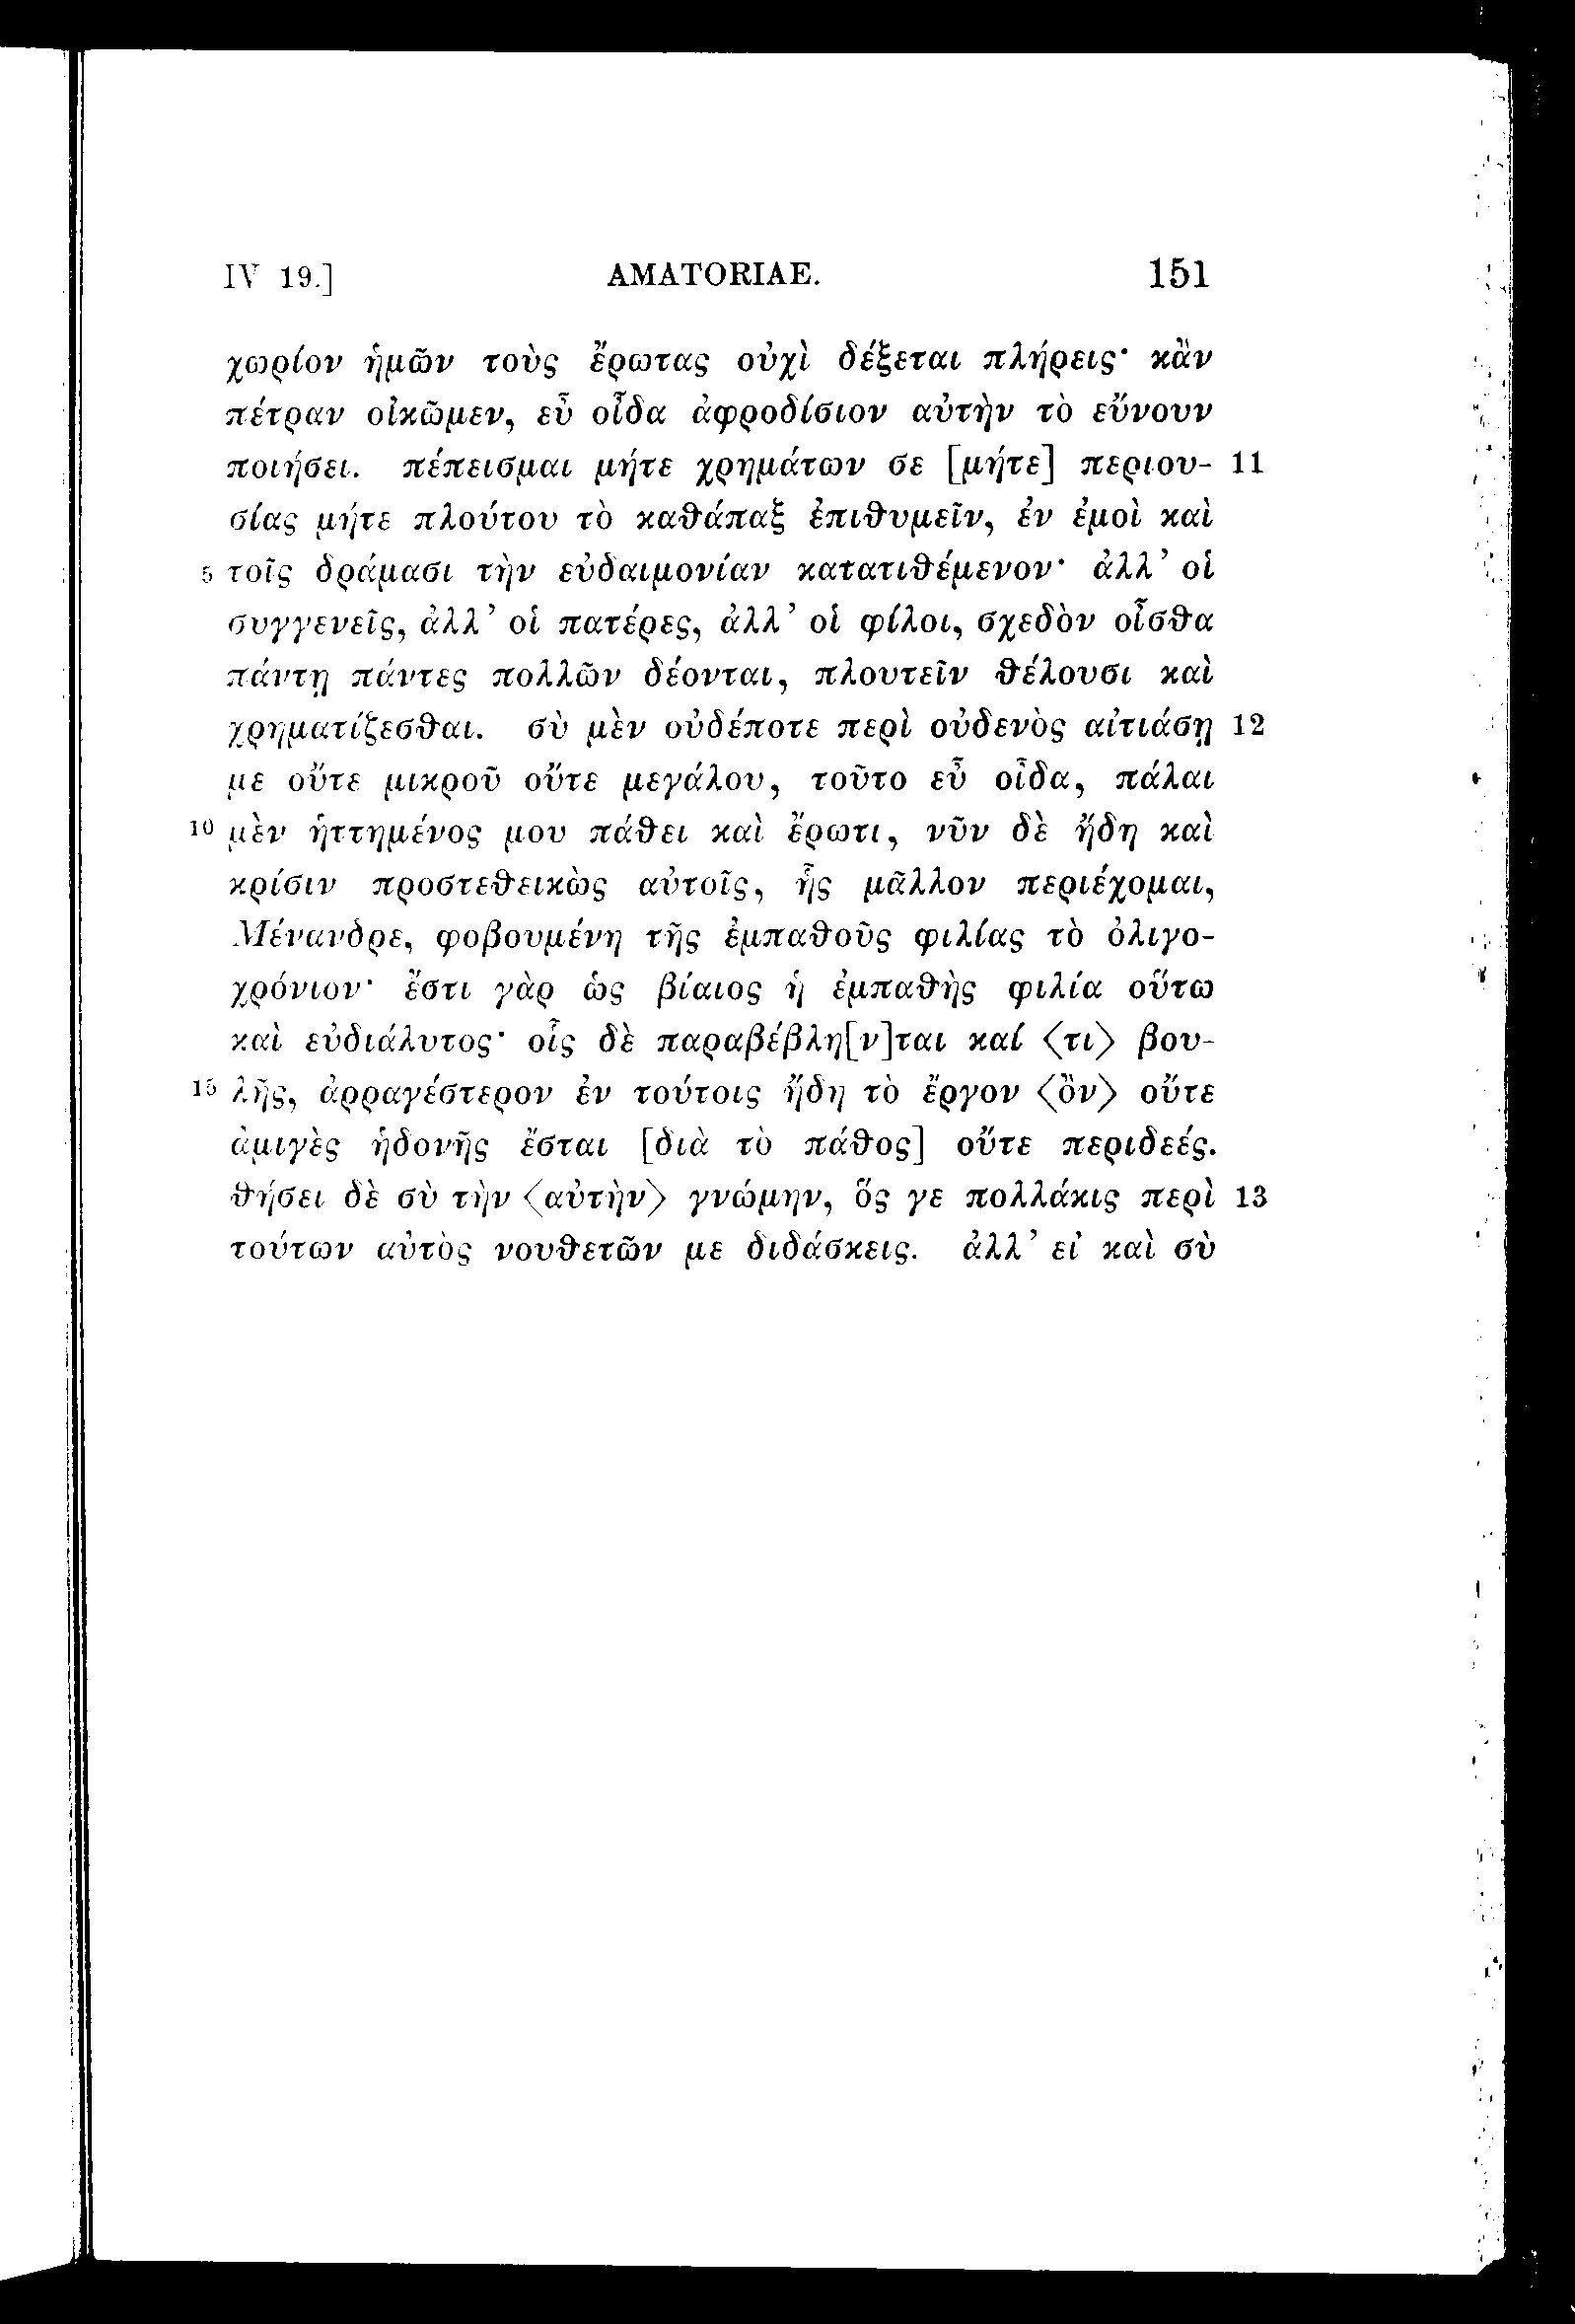 IV 19.] AMATORIAE. 151
χωρίον ἡμῶν τοὺς ἔρωτας οὐχὶ δέξεται πλήρεις· κἂν
πέτραν οἰκῶμεν, εὖ οἶδα ἀφροδίσιον αὐτὴν τὸ εὔνουν
ποιήσει. πέπεισμαι μήτε χρημάτων σε [μήτε] περιου- 11
σίας μήτε πλούτου τὸ καθάπαξ ἐπιθυμεῖν, ἐν ἐμοὶ καὶ
5 τοῖς δράμασι τὴν εὐδαιμονίαν κατατιθέμενον· ἀλλ’ οἱ
συγγενεῖς, ἀλλ’ οἱ πατέρες, ἀλλ’ οἱ φίλοι, σχεδὸν οἶσθα
πάντῃ πάντες πολλῶν δέονται, πλουτεῖν θέλουσι καὶ
χρηματίζεσθαι. σὺ μὲν οὐδέποτε περὶ οὐδενὸς αἰτιάσῃ 12
με οὔτε μικροῦ οὔτε μεγάλου, τοῦτο εὖ οἶδα, πάλαι
10 μὲν ἡττημένος μου πάθει καὶ ἔρωτι, νῦν δὲ ἤδη καὶ
κρίσιν προστεθεικὼς αὐτοῖς, ἧς μᾶλλον περιέχομαι,
Μένανδρε, φοβουμένη τῆς ἐμπαθοῦς φιλίας τὸ ὀλιγο-
χρόνιον· ἔστι γὰρ ὡς βίαιος ἡ ἐμπαθὴς φιλία οὕτω
καὶ εὐδιάλυτος· οἷς δὲ παραβέβλη[ν]ται καί ⟨τι⟩ βου-
15 λῆς, ἀρραγέστερον ἐν τούτοις ἤδη τὸ ἔργον ⟨ὂν⟩ οὔτε
ἀμιγὲς ἡδονῆς ἔσται [διὰ τὸ πάθος] οὔτε περιδεές.
θήσει δὲ σὺ τὴν ⟨αὐτὴν⟩ γνώμην, ὅς γε πολλάκις περὶ 13
τούτων αὐτὸς νουθετῶν με διδάσκεις. ἀλλ’ εἰ καὶ σὺ